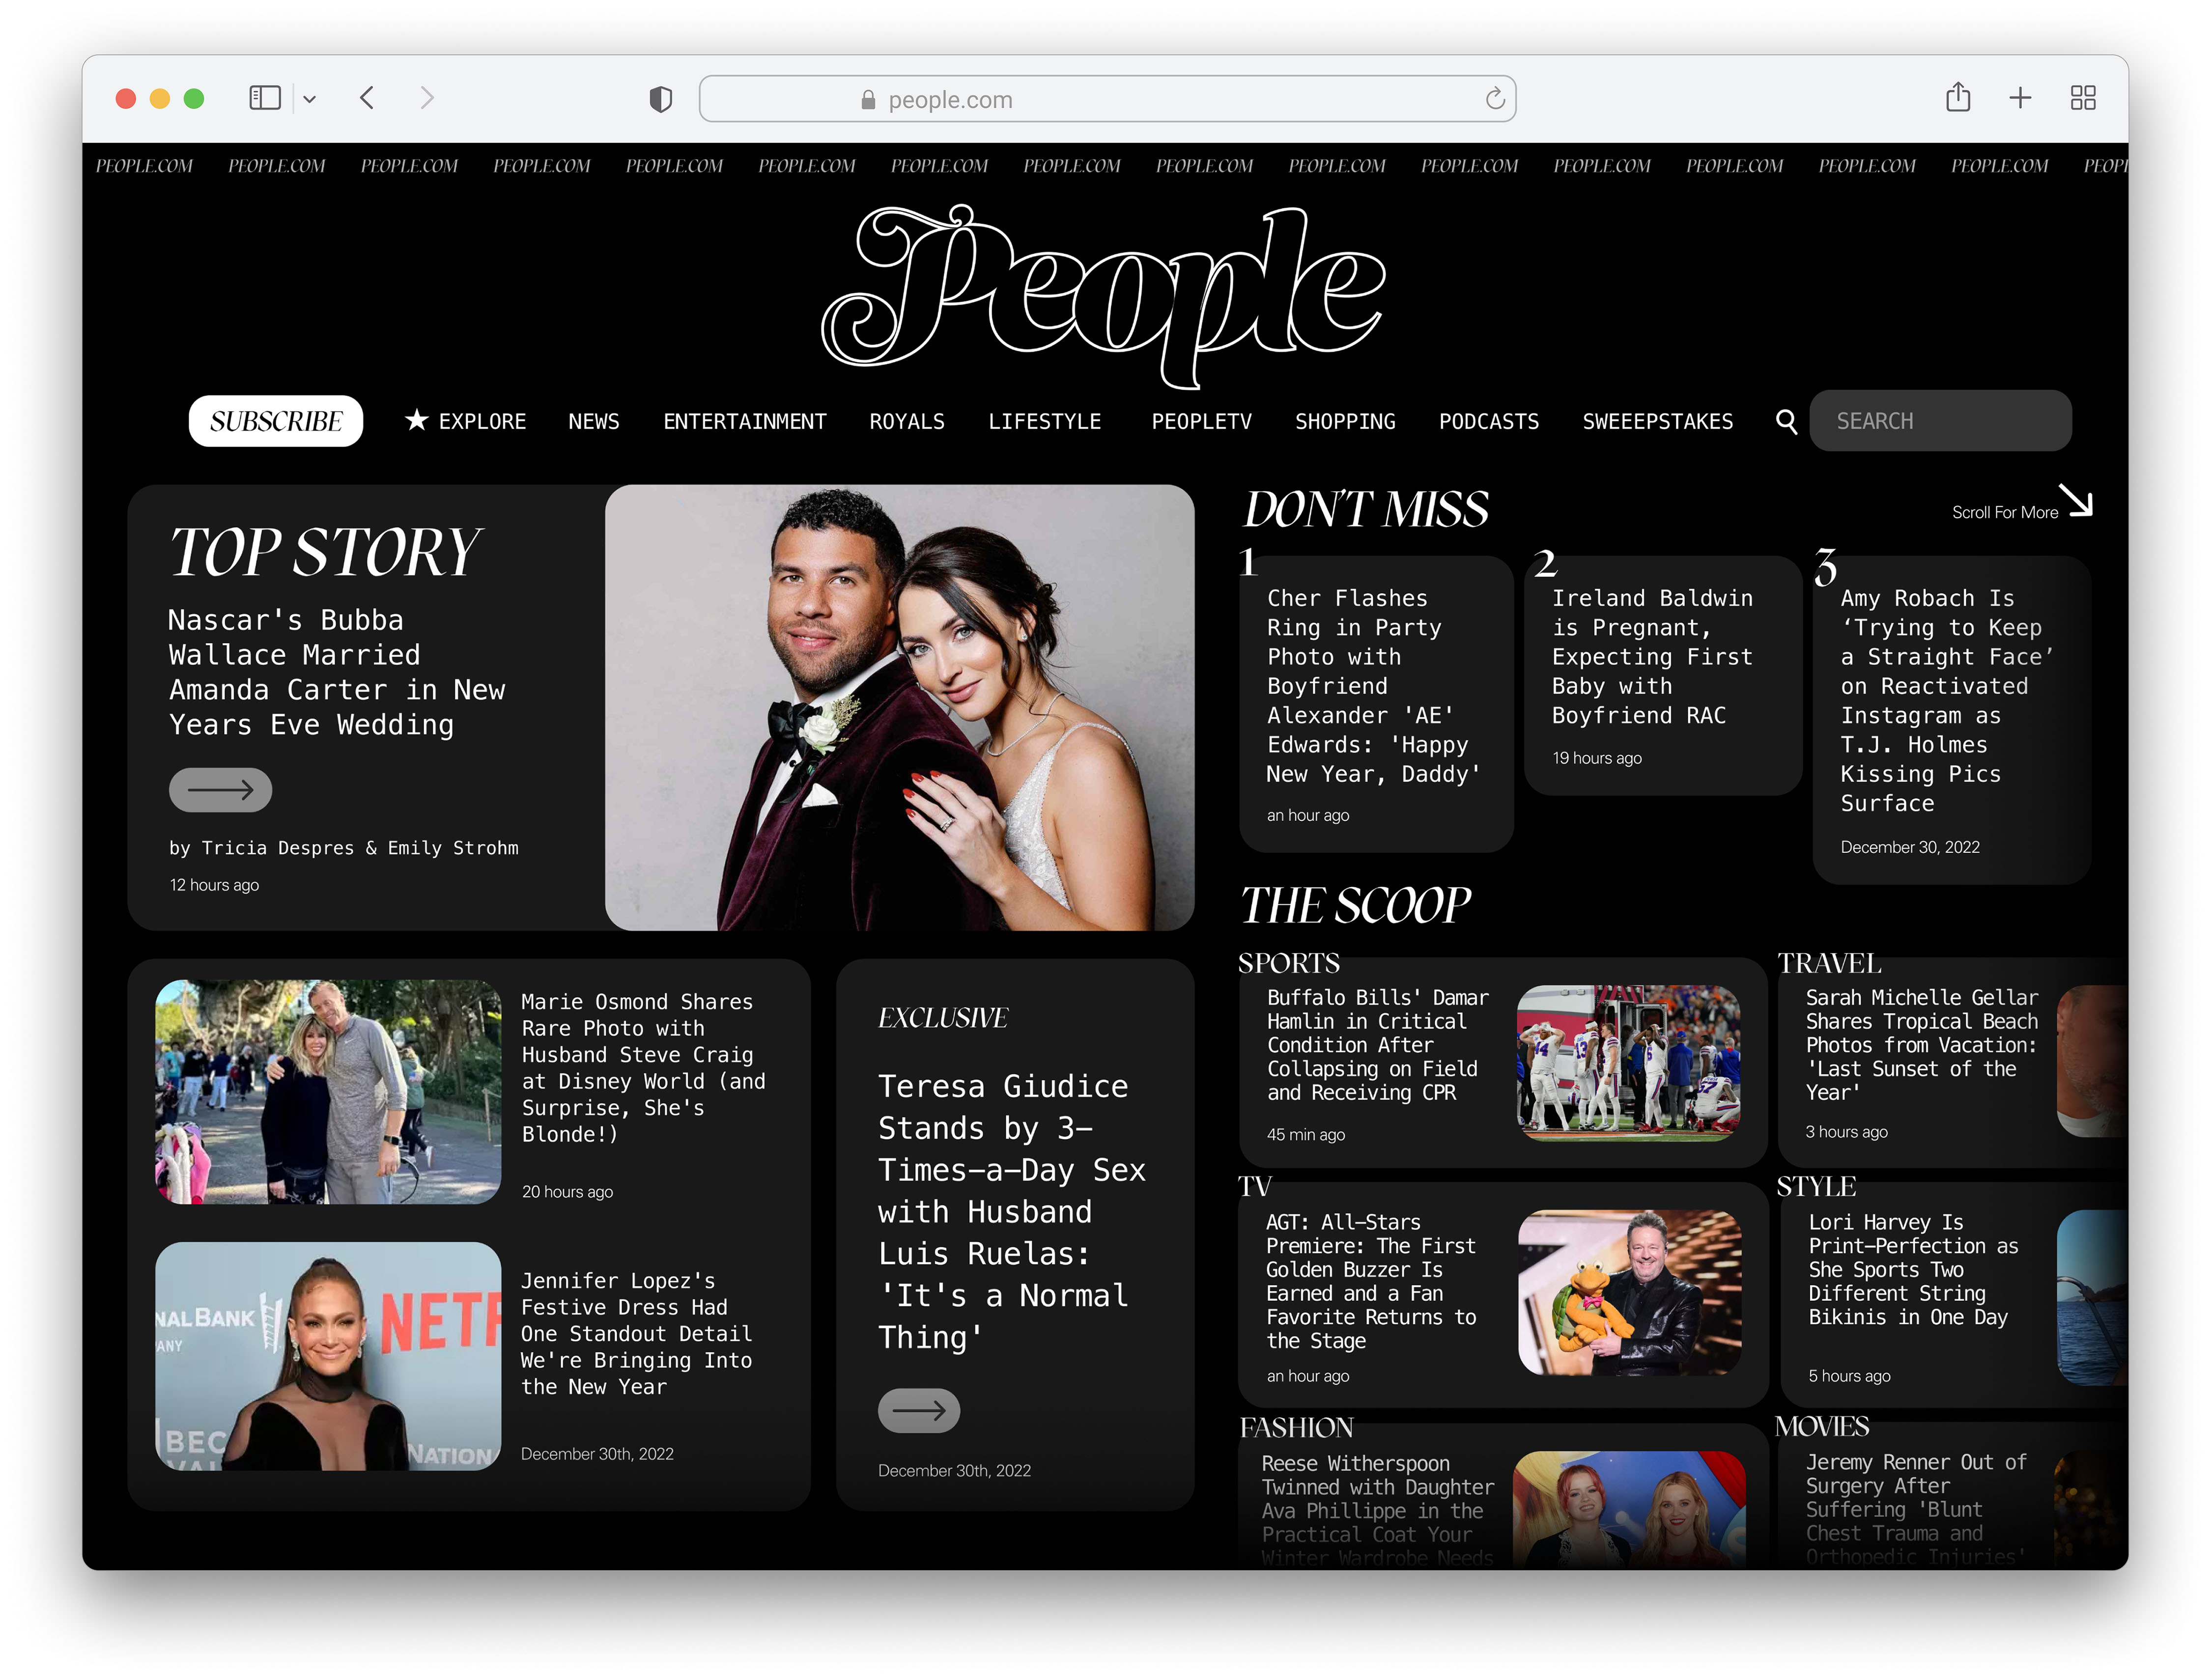 people.com
PEOPLE.COM PEOPLE.COM PEOPLE.COM PEOPLE.COM PEOPLE.COM PEOPLE.COM PEOPLE.COM PEOPLE.COM PEOPLE.COM PEOPLE.COM PEOPLE.COM PEOPLE.COM PEOPLE.COM PEOPLE.COM PEOPLE.COM PEOPL
People
SUBSCRIBE ★ EXPLORE NEWS ENTERTAINMENT ROYALS LIFESTYLE PEOPLETV SHOPPING PODCASTS SWEEEPSTAKES SEARCH
TOP STORY
Nascar's Bubba
Wallace Married
Amanda Carter in New
Years Eve Wedding
by Tricia Despres & Emily Strohm
12 hours ago
Marie Osmond Shares
Rare Photo with
Husband Steve Craig
at Disney World (and
Surprise, She's
Blonde!)
20 hours ago
NAL BANK
ANY
NETF
BEC
VAL
NATION
Jennifer Lopez's
Festive Dress Had
One Standout Detail
We're Bringing Into
the New Year
December 30th, 2022
EXCLUSIVE
Teresa Giudice
Stands by 3-
Times-a-Day Sex
with Husband
Luis Ruelas:
'It's a Normal
Thing'
December 30th, 2022
DON'T MISS
Scroll For More
1
Cher Flashes
Ring in Party
Photo with
Boyfriend
Alexander 'AE'
Edwards: 'Happy
New Year, Daddy'
an hour ago
2
Ireland Baldwin
is Pregnant,
Expecting First
Baby with
Boyfriend RAC
19 hours ago
3
Amy Robach Is
‘Trying to Keep
a Straight Face’
on Reactivated
Instagram as
T.J. Holmes
Kissing Pics
Surface
December 30, 2022
THE SCOOP
SPORTS
Buffalo Bills' Damar
Hamlin in Critical
Condition After
Collapsing on Field
and Receiving CPR
45 min ago
TRAVEL
Sarah Michelle Gellar
Shares Tropical Beach
Photos from Vacation:
'Last Sunset of the
Year'
3 hours ago
TV
AGT: All-Stars
Premiere: The First
Golden Buzzer Is
Earned and a Fan
Favorite Returns to
the Stage
an hour ago
STYLE
Lori Harvey Is
Print-Perfection as
She Sports Two
Different String
Bikinis in One Day
5 hours ago
FASHION
Reese Witherspoon
Twinned with Daughter
Ava Phillippe in the
Practical Coat Your
Winter Wardrobe Needs
MOVIES
Jeremy Renner Out of
Surgery After
Suffering 'Blunt
Chest Trauma and
Orthopedic Injuries'